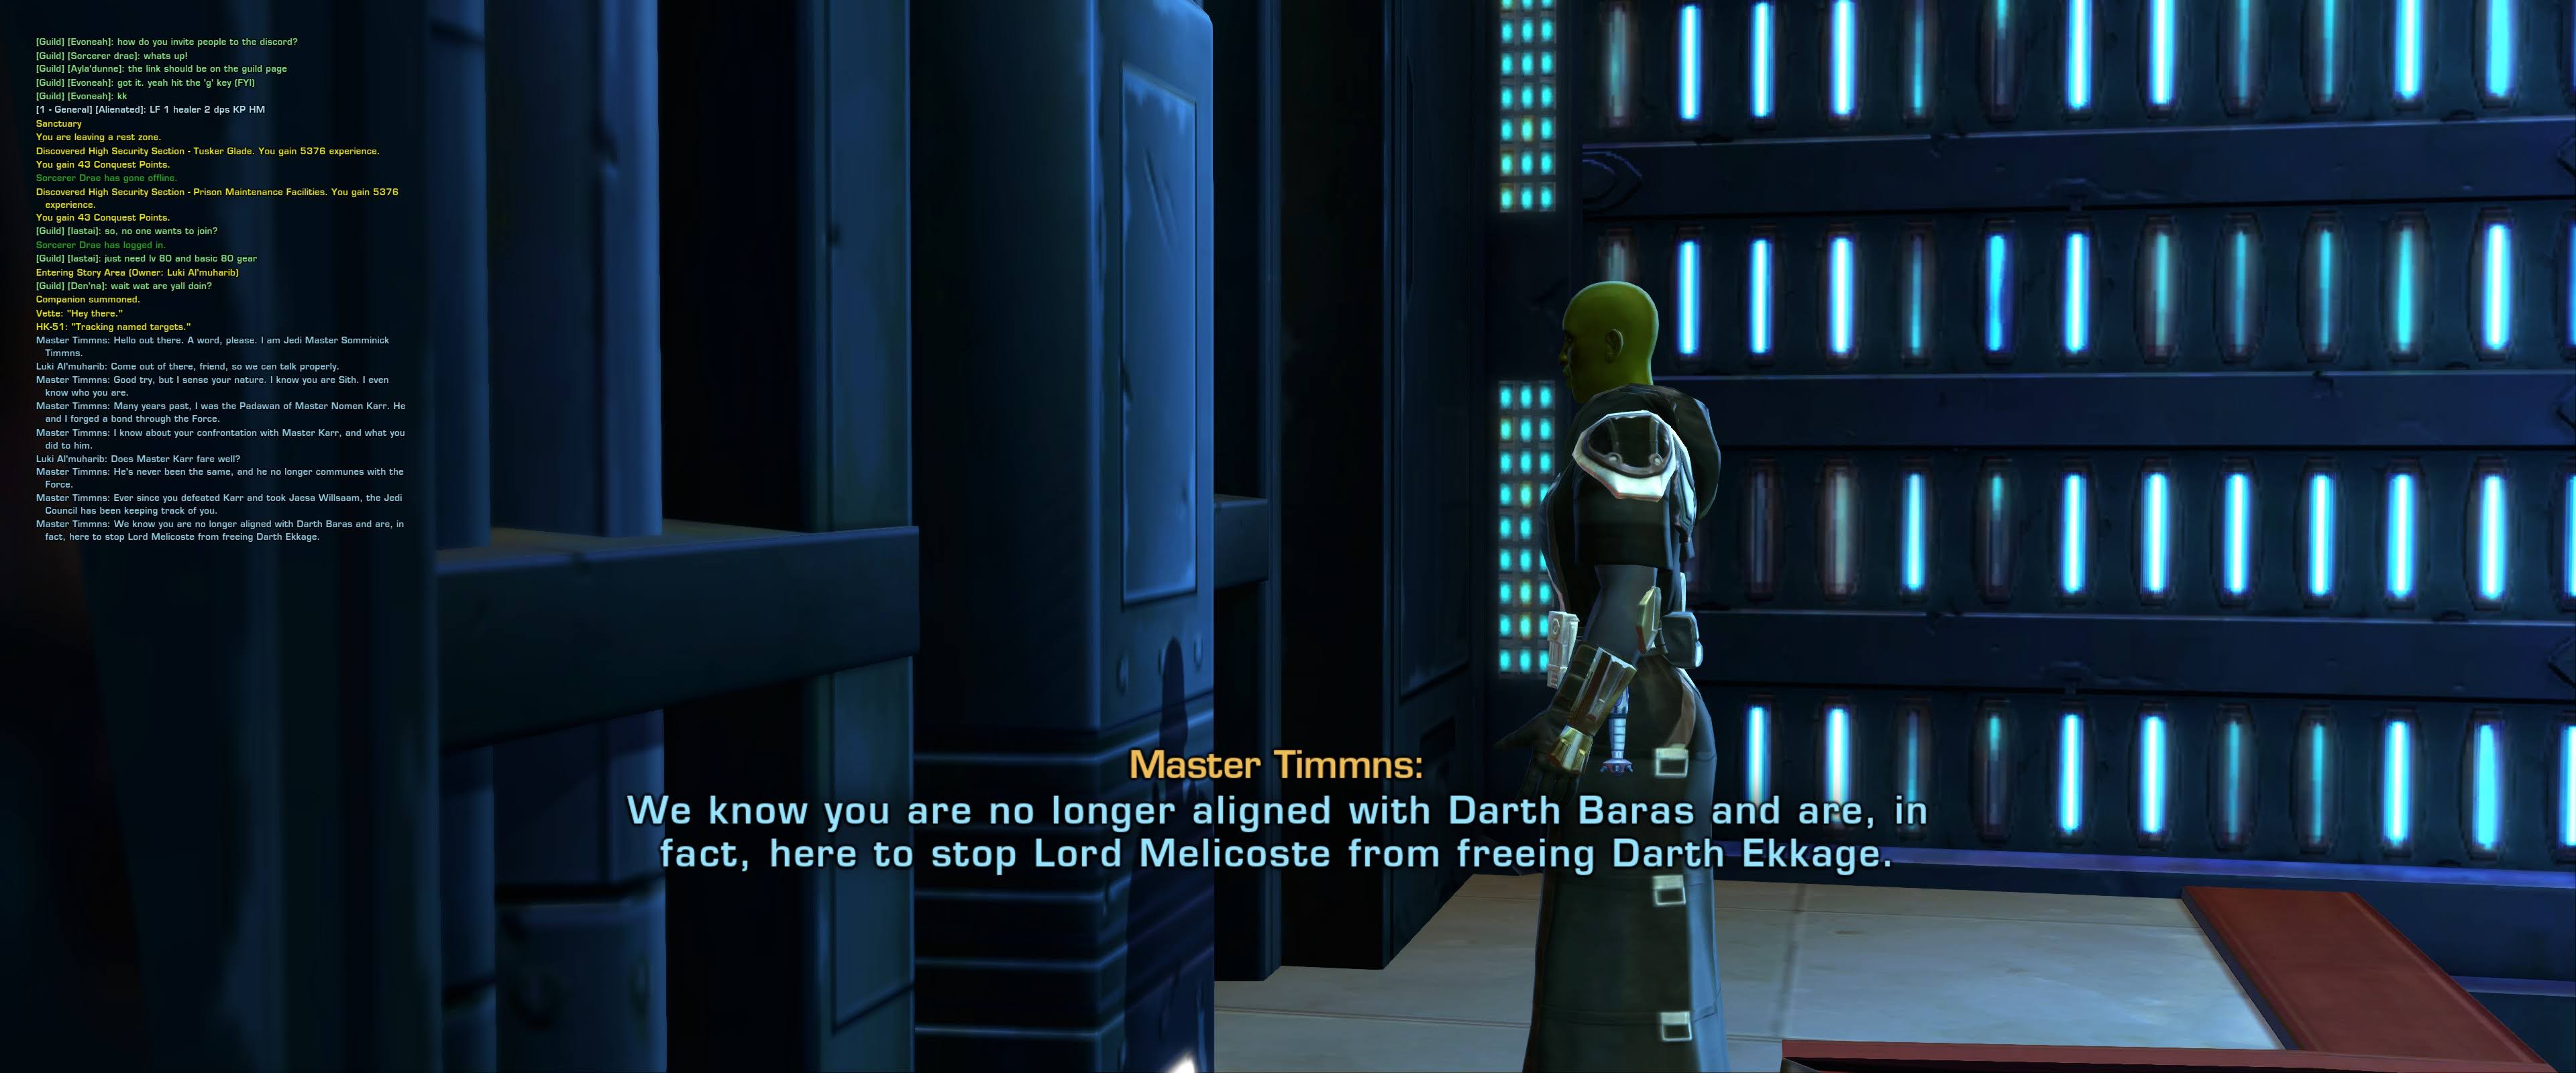 [Guild] [Evoneah]: how do you invite people to the discord?
[Guild] [Sorcerer drae]: whats up!
[Guild] [Ayla'dunne]: the link should be on the guild page
[Guild] [Evoneah]: got it. yeah hit the 'g' key (FYI)
[Guild] [Evoneah]: kk
[1 - General] [Alienated]: LF 1 healer 2 dps KP HM
Sanctuary
You are leaving a rest zone.
Discovered High Security Section - Tusker Glade. You gain 5376 experience.
You gain 43 Conquest Points.
Sorcerer Drae has gone offline.
Discovered High Security Section - Prison Maintenance Facilities. You gain 5376
experience.
You gain 43 Conquest Points.
[Guild] [Iastai]: so, no one wants to join?
Sorcerer Drae has logged in.
[Guild] [Iastai]: just need lv 80 and basic 80 gear
Entering Story Area (Owner: Luki Al'muharib)
[Guild] [Den'na]: wait wat are yall doin?
Companion summoned.
Vette: "Hey there."
HK-51: "Tracking named targets."
Master Timmns: Hello out there. A word, please. I am Jedi Master Somminick
Timmns.
Luki Al'muharib: Come out of there, friend, so we can talk properly.
Master Timmns: Good try, but I sense your nature. I know you are Sith. I even
know who you are.
Master Timmns: Many years past, I was the Padawan of Master Nomen Karr. He
and I forged a bond through the Force.
Master Timmns: I know about your confrontation with Master Karr, and what you
did to him.
Luki Al'muharib: Does Master Karr fare well?
Master Timmns: He's never been the same, and he no longer communes with the
Force.
Master Timmns: Ever since you defeated Karr and took Jaesa Willsaam, the Jedi
Council has been keeping track of you.
Master Timmns: We know you are no longer aligned with Darth Baras and are, in
fact, here to stop Lord Melicoste from freeing Darth Ekkage.
Master Timmns:
We know you are no longer aligned with Darth Baras and are, in
fact, here to stop Lord Melicoste from freeing Darth Ekkage.